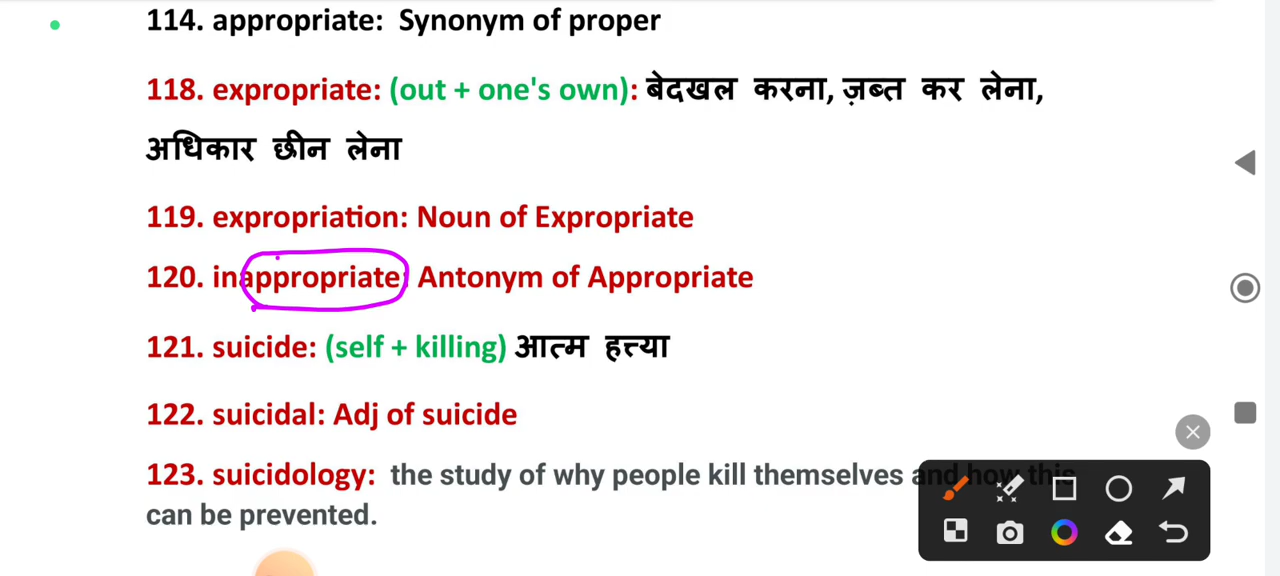 114. appropriate: Synonym of proper
118. expropriate: (out + one's own): बेदखल करना, ज़ब्त कर लेना,
अधिकार छीन लेना
119. expropriation: Noun of Expropriate
120. inappropriate: Antonym of Appropriate
121. suicide: (self + killing) आत्म हत्त्या
122. suicidal: Adj of suicide
123. suicidology: the study of why people kill themselves and how this
can be prevented.